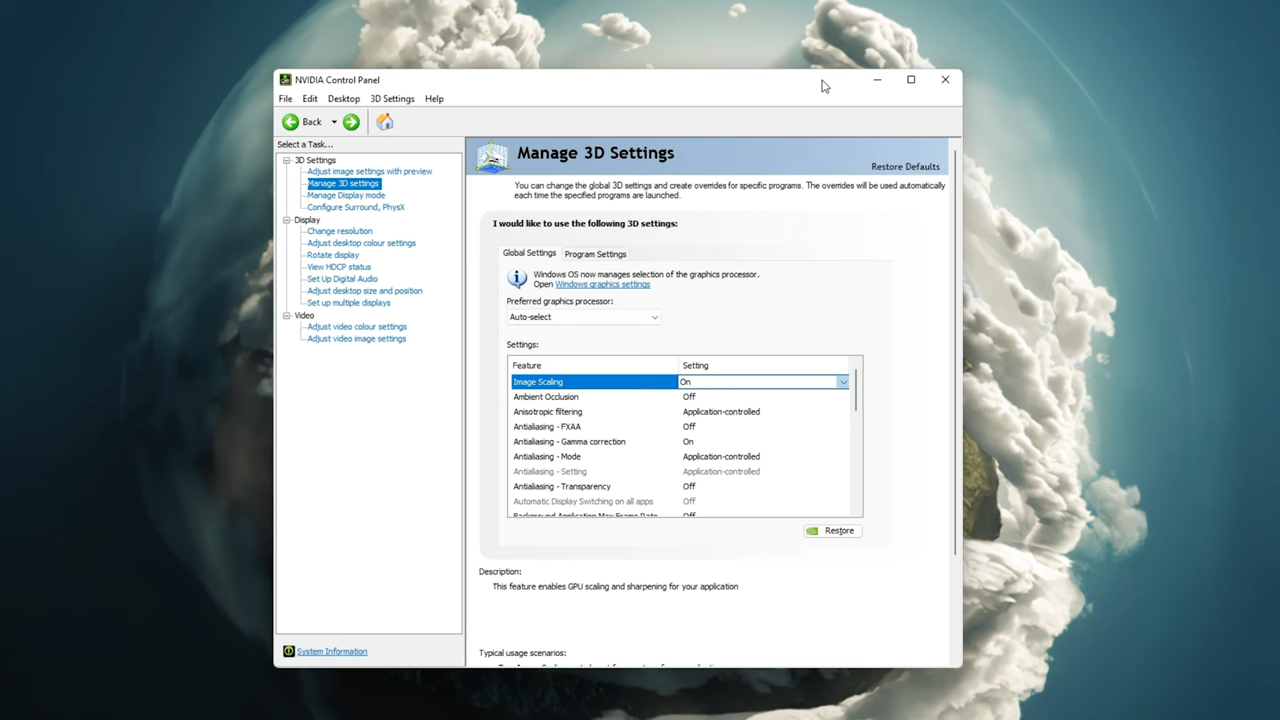 NVIDIA Control Panel
File Edit Desktop 3D Settings Help
Back
Select a Task...
3D Settings
Adjust image settings with preview
Manage 3D settings
Manage Display mode
Configure Surround, PhysX
Display
Change resolution
Adjust desktop colour settings
Rotate display
View HDCP status
Set Up Digital Audio
Adjust desktop size and position
Set up multiple displays
Video
Adjust video colour settings
Adjust video image settings
System Information
Manage 3D Settings
Restore Defaults
You can change the global 3D settings and create overrides for specific programs. The overrides will be used automatically
each time the specified programs are launched.
I would like to use the following 3D settings:
Global Settings Program Settings
Windows OS now manages selection of the graphics processor.
Open Windows graphics settings
Preferred graphics processor:
Auto-select
Settings:
Feature Setting
Image Scaling On
Ambient Occlusion Off
Anisotropic filtering Application-controlled
Antialiasing - FXAA Off
Antialiasing - Gamma correction On
Antialiasing - Mode Application-controlled
Antialiasing - Setting Application-controlled
Antialiasing - Transparency Off
Automatic Display Switching on all apps Off
Background Application Max Frame Rate Off
Restore
Description:
This feature enables GPU scaling and sharpening for your application
Typical usage scenarios: